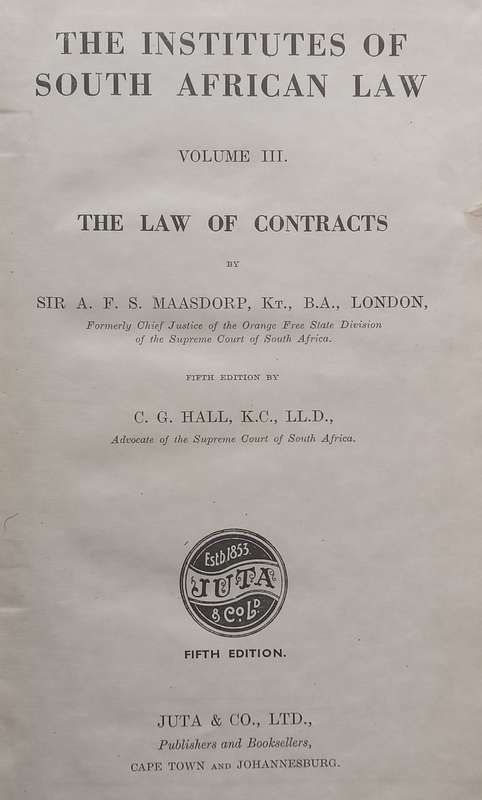 THE INSTITUTES OF
SOUTH AFRICAN LAW
VOLUME III.
THE LAW OF CONTRACTS
BY
SIR A. F. S. MAASDORP, KT., B.A., LONDON,
Formerly Chief Justice of the Orange Free State Division
of the Supreme Court of South Africa.
FIFTH EDITION BY
C. G. HALL, K.C., LL.D.,
Advocate of the Supreme Court of South Africa.
Estd 1853
JUTA
& Co. LD.
FIFTH EDITION.
JUTA & CO., LTD.,
Publishers and Booksellers,
CAPE TOWN AND JOHANNESBURG.